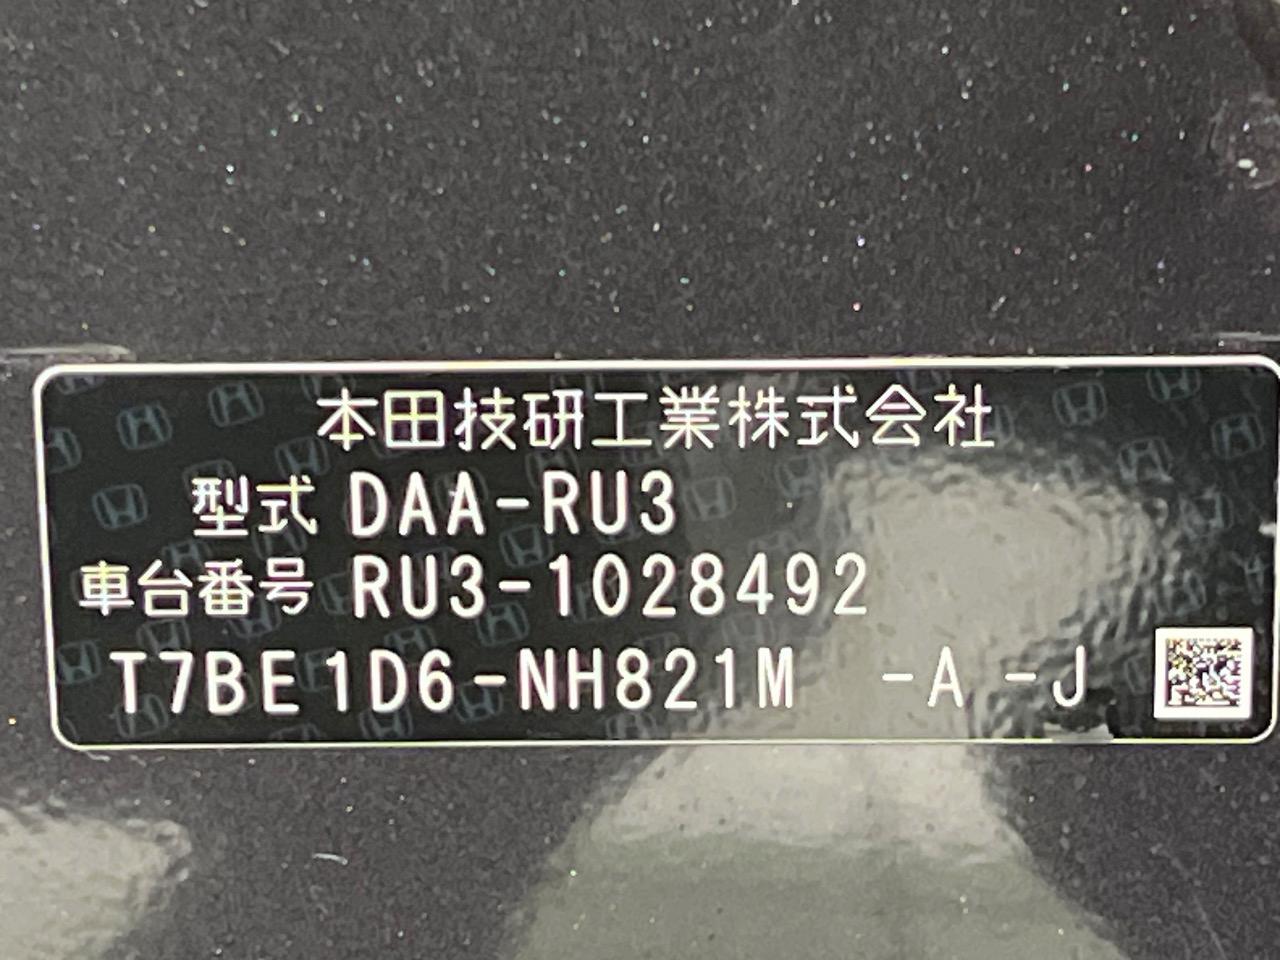 本田技研工業株式会社
型式 DAA-RU3
車台番号 RU3-1028492
T7BE1D6-NH821M -A -J